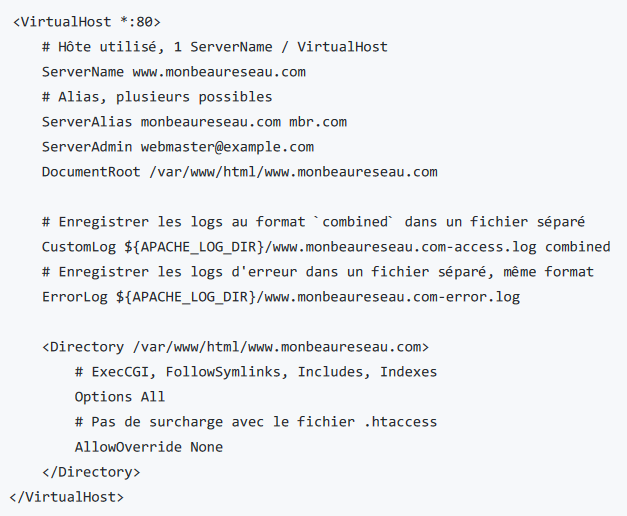 <VirtualHost *:80>
# Hôte utilisé, 1 ServerName / VirtualHost
ServerName www.monbeaureseau.com
# Alias, plusieurs possibles
ServerAlias monbeaureseau.com mbr.com
ServerAdmin webmaster@example.com
DocumentRoot /var/www/html/www.monbeaureseau.com
# Enregistrer les logs au format `combined` dans un fichier séparé
CustomLog ${APACHE_LOG_DIR}/www.monbeaureseau.com-access.log combined
# Enregistrer les logs d'erreur dans un fichier séparé, même format
ErrorLog ${APACHE_LOG_DIR}/www.monbeaureseau.com-error.log
<Directory /var/www/html/www.monbeaureseau.com>
# ExecCGI, FollowSymlinks, Includes, Indexes
Options All
# Pas de surcharge avec le fichier .htaccess
AllowOverride None
</Directory>
</VirtualHost>